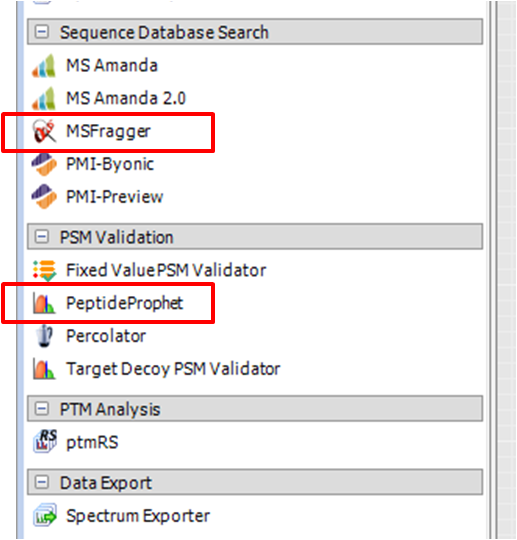 Sequence Database Search
MS Amanda
MS Amanda 2.0
MSFragger
PMI-Byonic
PMI-Preview
PSM Validation
Fixed Value PSM Validator
PeptideProphet
Percolator
Target Decoy PSM Validator
PTM Analysis
RS ptmRS
Data Export
Spectrum Exporter